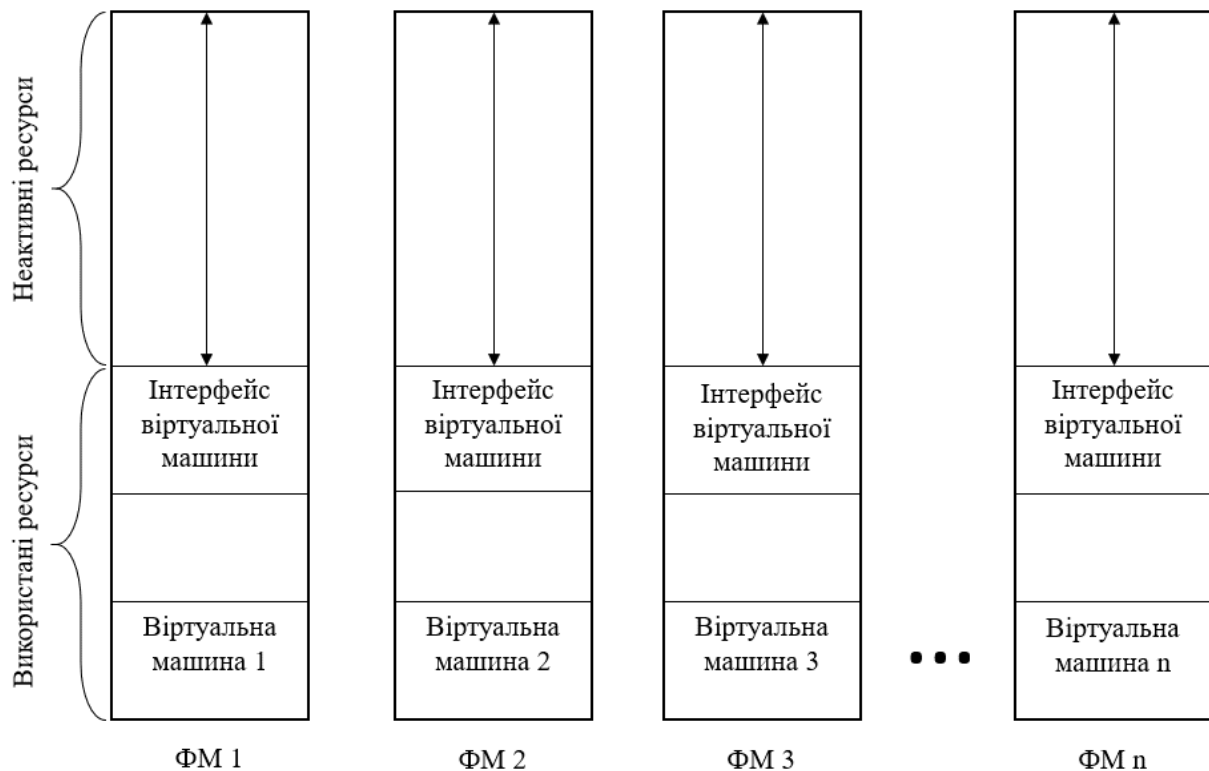 Неактивні ресурси
Використані ресурси
Інтерфейс
віртуальної
машини
Інтерфейс
віртуальної
машини
Інтерфейс
віртуальної
машини
Інтерфейс
віртуальної
машини
Віртуальна
машина 1
Віртуальна
машина 2
Віртуальна
машина 3
...
Віртуальна
машина n
ФМ 1
ФМ 2
ФМ 3
ФМ n